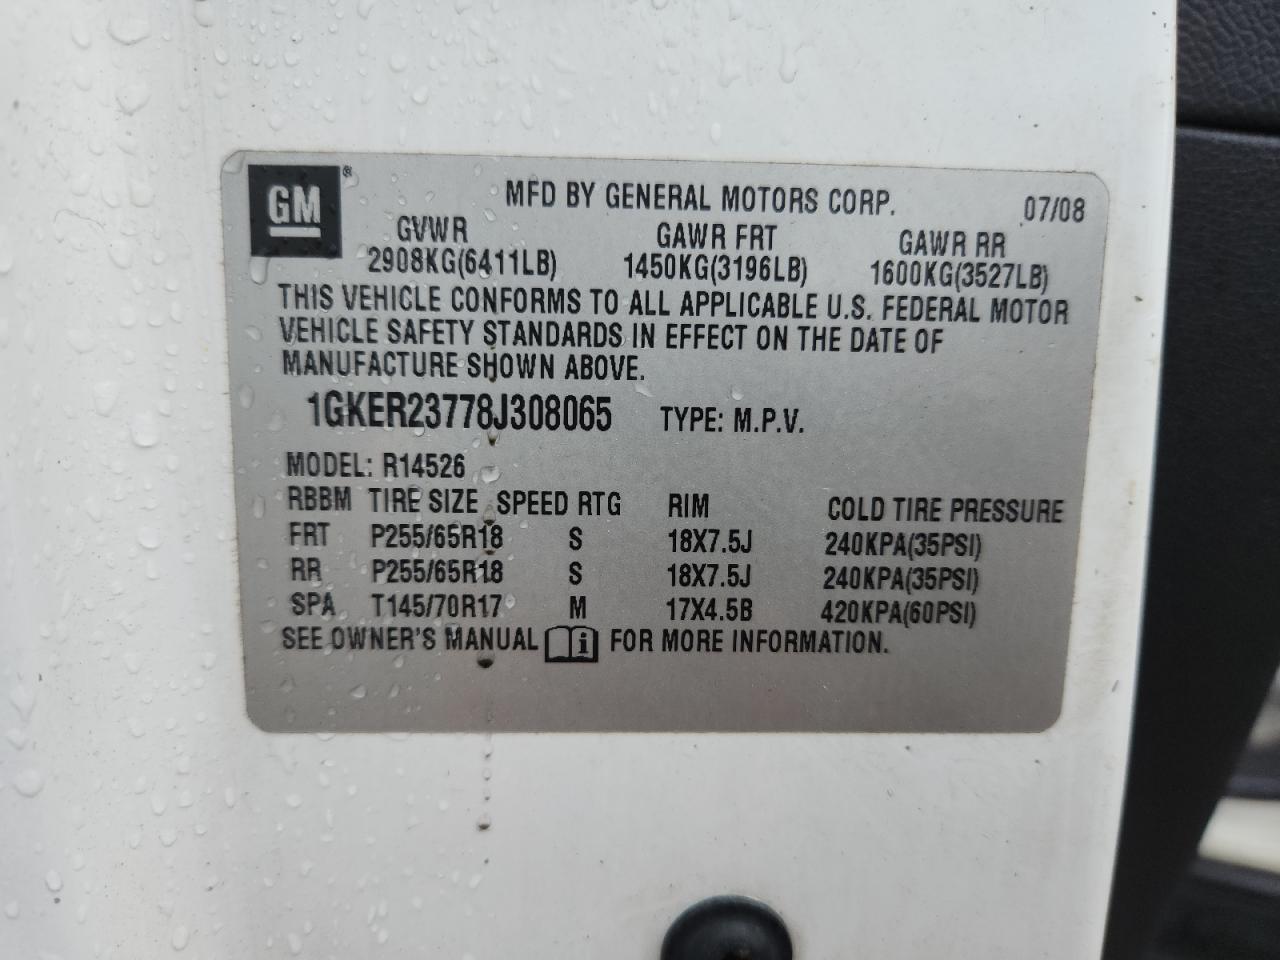 GM® MFD BY GENERAL MOTORS CORP. 07/08
GVWR GAWR FRT GAWR RR
2908KG(6411LB) 1450KG(3196LB) 1600KG(3527LB)
THIS VEHICLE CONFORMS TO ALL APPLICABLE U.S. FEDERAL MOTOR
VEHICLE SAFETY STANDARDS IN EFFECT ON THE DATE OF
MANUFACTURE SHOWN ABOVE.
1GKER23778J308065 TYPE: M.P.V.
MODEL: R14526
RBBM TIRE SIZE SPEED RTG RIM COLD TIRE PRESSURE
FRT P255/65R18 S 18X7.5J 240KPA(35PSI)
RR P255/65R18 S 18X7.5J 240KPA(35PSI)
SPA T145/70R17 M 17X4.5B 420KPA(60PSI)
SEE OWNER'S MANUAL i FOR MORE INFORMATION.